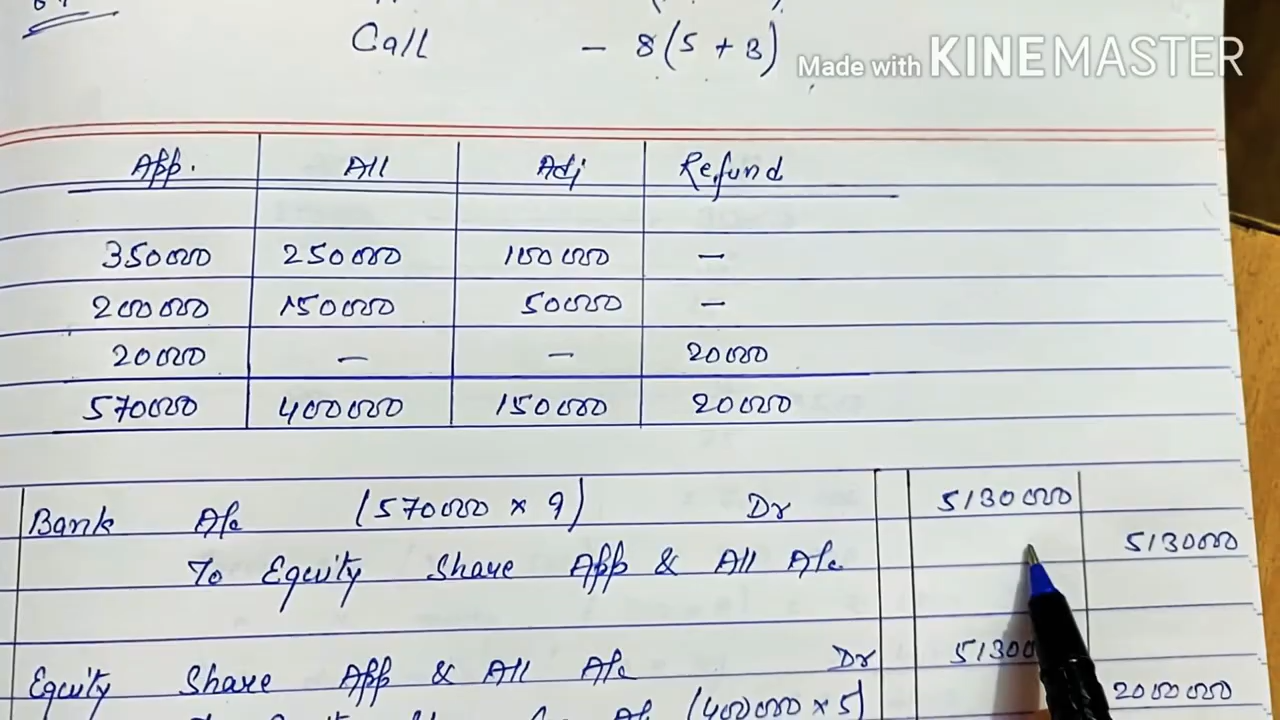 Call - 8(5 + 3)
Made with KINEMASTER
App. All Adj Refund
350000 250000 100000 -
200000 150000 50000 -
20000 - - 20000
570000 400000 150000 20000
Bank A/c (570000 × 9) Dr 5130000
To Equity Share App & All A/c 5130000
Equity Share App & All A/c Dr 5130
(400000 × 5) 2000000